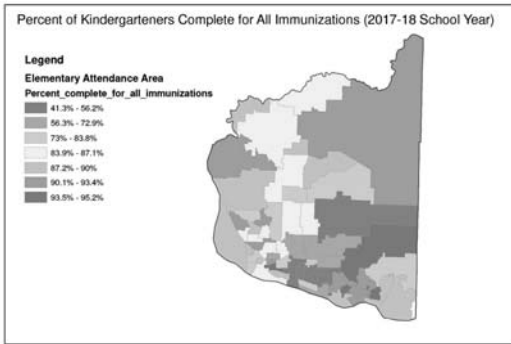 Percent of Kindergarteners Complete for All Immunizations (2017-18 School Year)
Legend
Elementary Attendance Area
Percent_complete_for_all_immunizations
41.3% - 56.2%
56.3% - 72.9%
73% - 83.8%
83.9% - 87.1%
87.2% - 90%
90.1% - 93.4%
93.5% - 95.2%